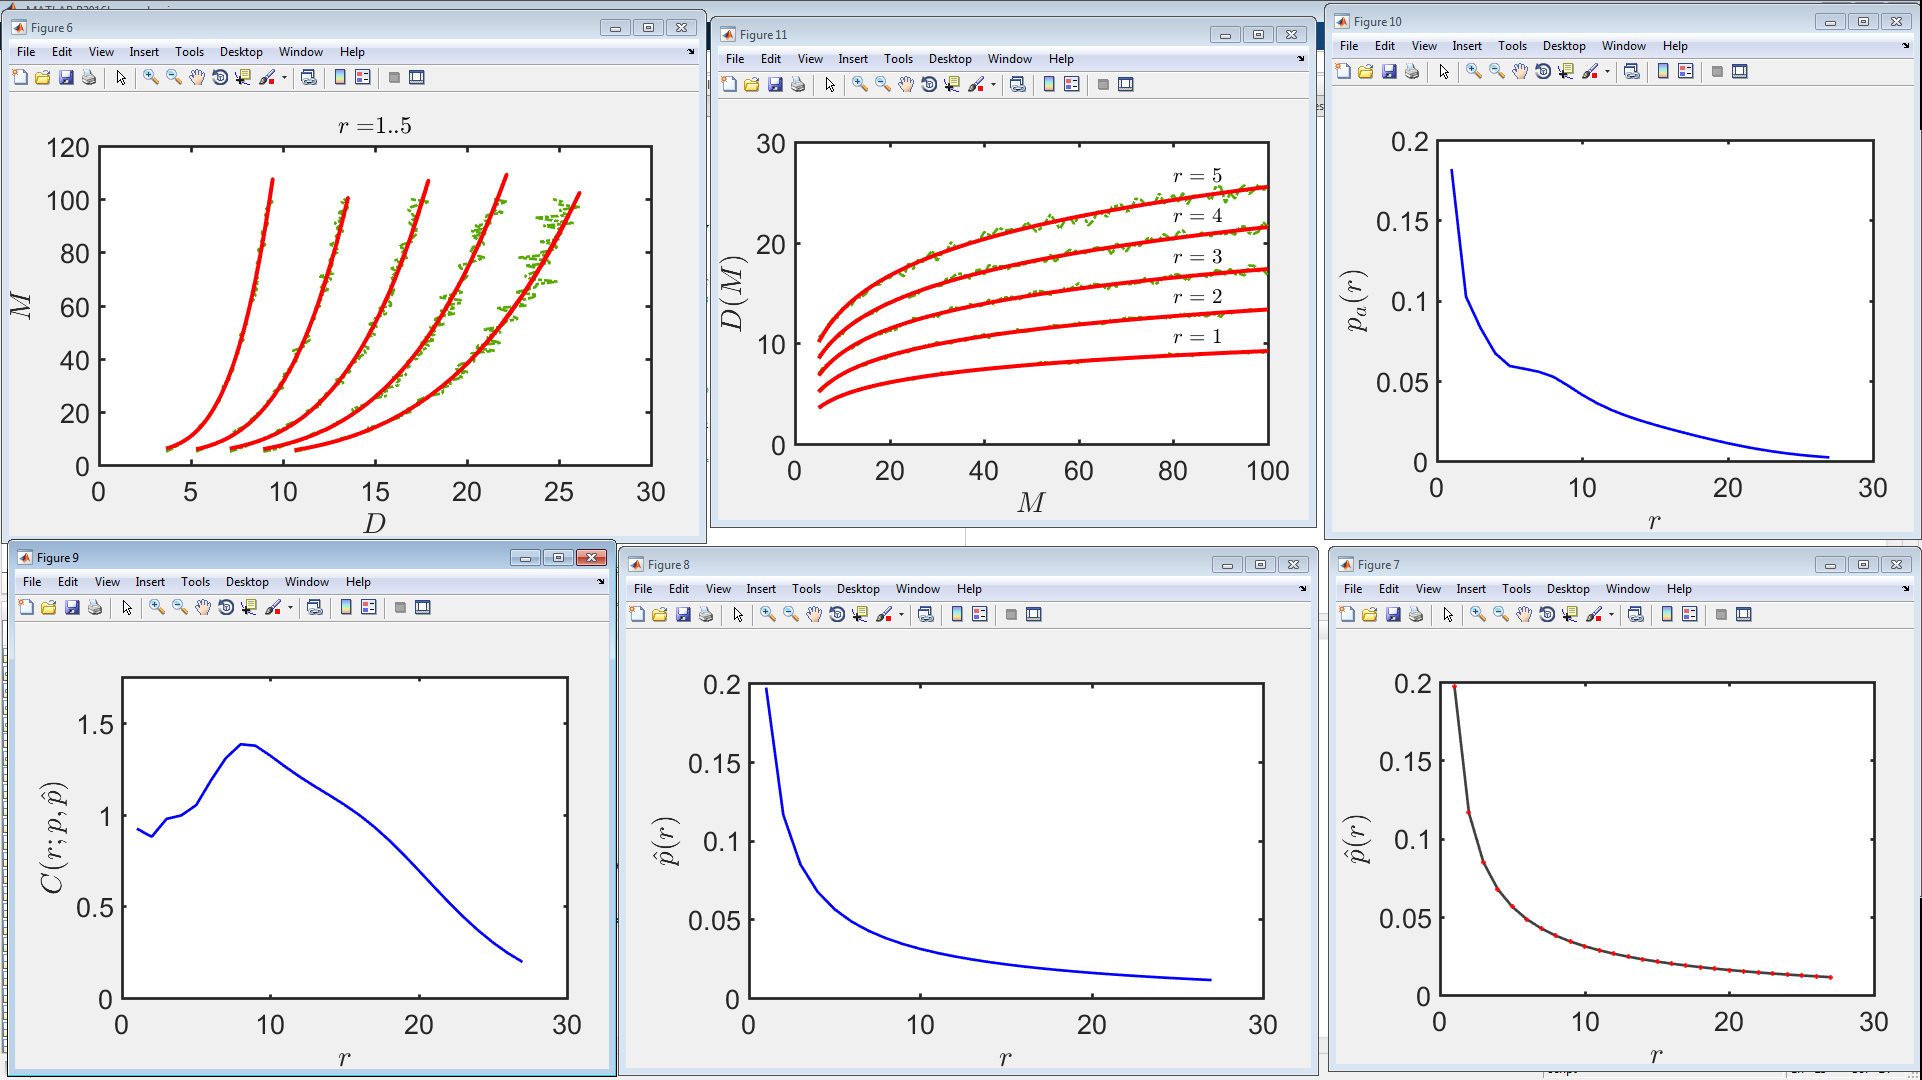 Figure 6
File Edit View Insert Tools Desktop Window Help
r =1..5
120
100
80
60
40
20
0
M
0 5 10 15 20 25 30
D
Figure 11
File Edit View Insert Tools Desktop Window Help
30
20
10
0
D(M)
r = 5
r = 4
r = 3
r = 2
r = 1
0 20 40 60 80 100
M
Figure 10
File Edit View Insert Tools Desktop Window Help
0.2
0.15
0.1
0.05
0
pₐ(r)
0 10 20 30
r
Figure 9
File Edit View Insert Tools Desktop Window Help
1.5
1
0.5
0
C(r; p, p̂)
0 10 20 30
r
Figure 8
File Edit View Insert Tools Desktop Window Help
0.2
0.15
0.1
0.05
0
p̂(r)
0 10 20 30
r
Figure 7
File Edit View Insert Tools Desktop Window Help
0.2
0.15
0.1
0.05
0
p̂(r)
0 10 20 30
r